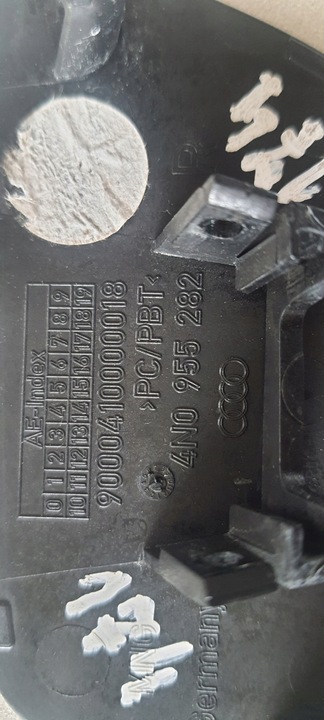 AE-Index
0 1 2 3 4 5 6 7 8 9
10 11 12 13 14 15 16 17 18 19
9000410000018
>PC/PBT<
4N0 955 282
Germany